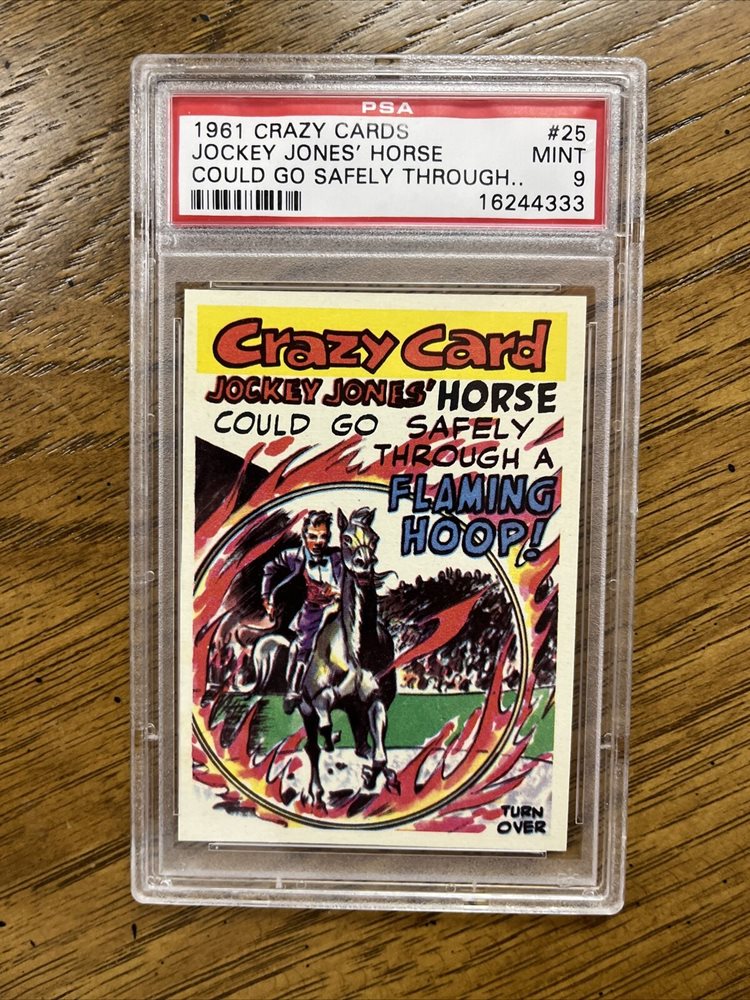 PSA
1961 CRAZY CARDS #25
JOCKEY JONES' HORSE MINT
COULD GO SAFELY THROUGH.. 9
16244333
Crazy Card
JOCKEY JONES' HORSE
COULD GO SAFELY
THROUGH A
FLAMING
HOOP!
TURN
OVER